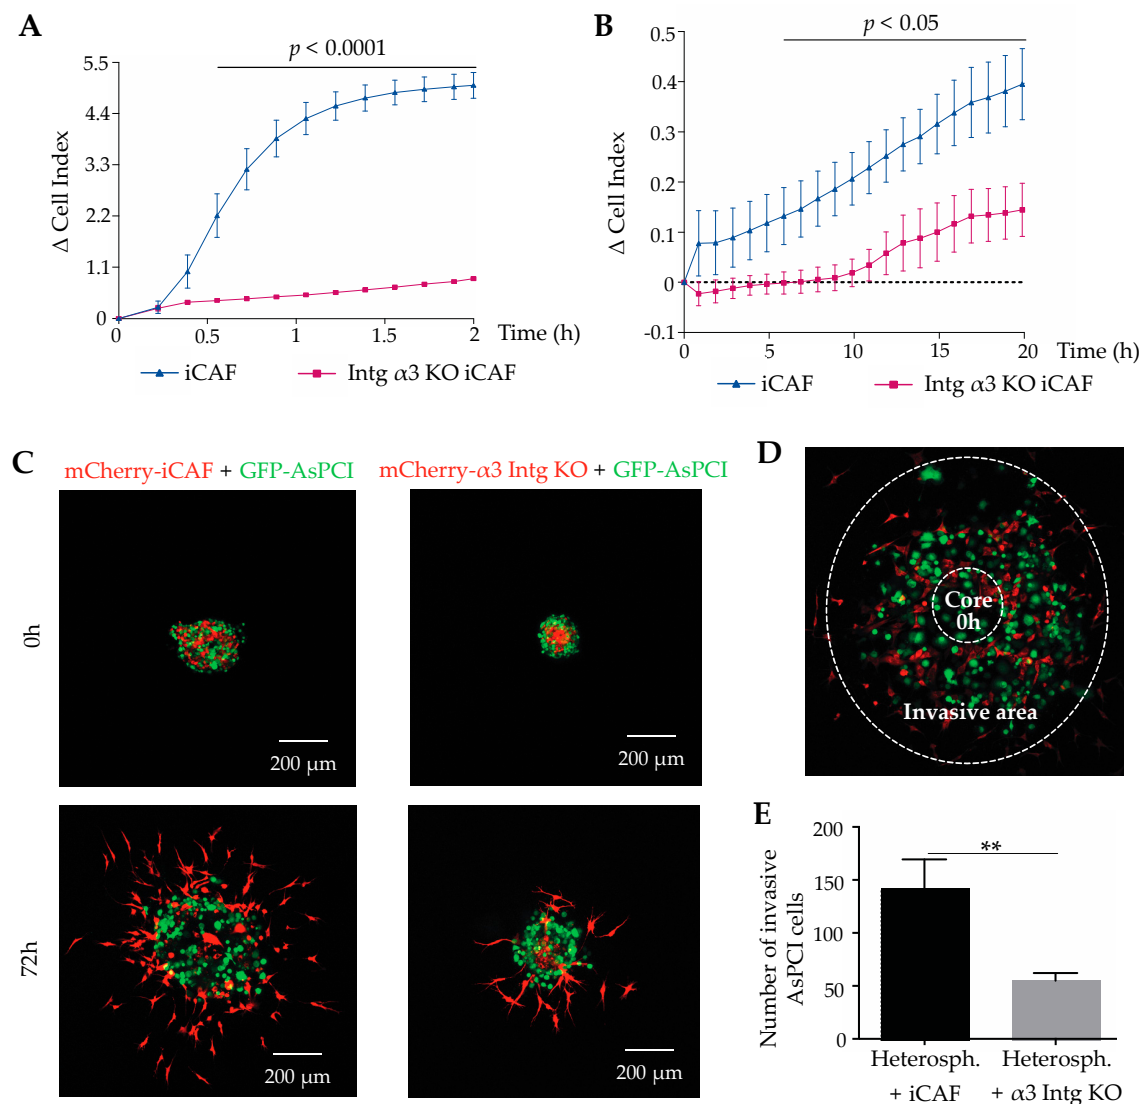 A
p < 0.0001
5.5
4.4
3.3
2.2
1.1
0
Δ Cell Index
0 0.5 1 1.5 2
Time (h)
iCAF Intg α3 KO iCAF
B
p < 0.05
0.5
0.4
0.3
0.2
0.1
0
-0.1
Δ Cell Index
0 5 10 15 20
Time (h)
iCAF Intg α3 KO iCAF
C
mCherry-iCAF + GFP-AsPCI
mCherry-α3 Intg KO + GFP-AsPCI
0h
200 μm
200 μm
72h
200 μm
200 μm
D
Core
0h
Invasive area
E
200
150
100
50
0
Number of invasive
AsPCI cells
**
Heterosph.
+ iCAF
Heterosph.
+ α3 Intg KO